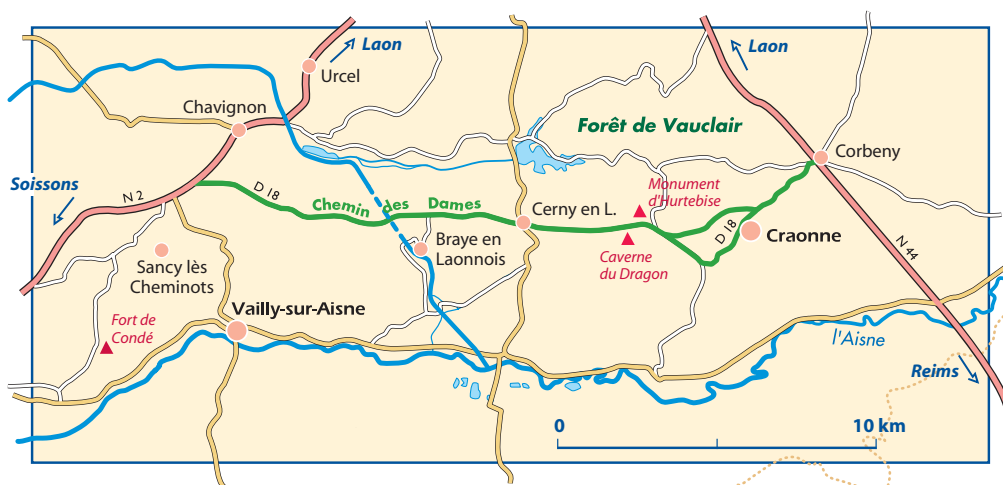 Laon
Laon
Urcel
Chavignon
Forêt de Vauclair
Corbeny
Soissons
N 2
D 18
Chemin des Dames
Monument
d'Hurtebise
Cerny en L.
D 18
Craonne
Braye en
Laonnois
Caverne
du Dragon
N 44
Sancy lès
Cheminots
Vailly-sur-Aisne
Fort de
Condé
l'Aisne
Reims
0
10 km